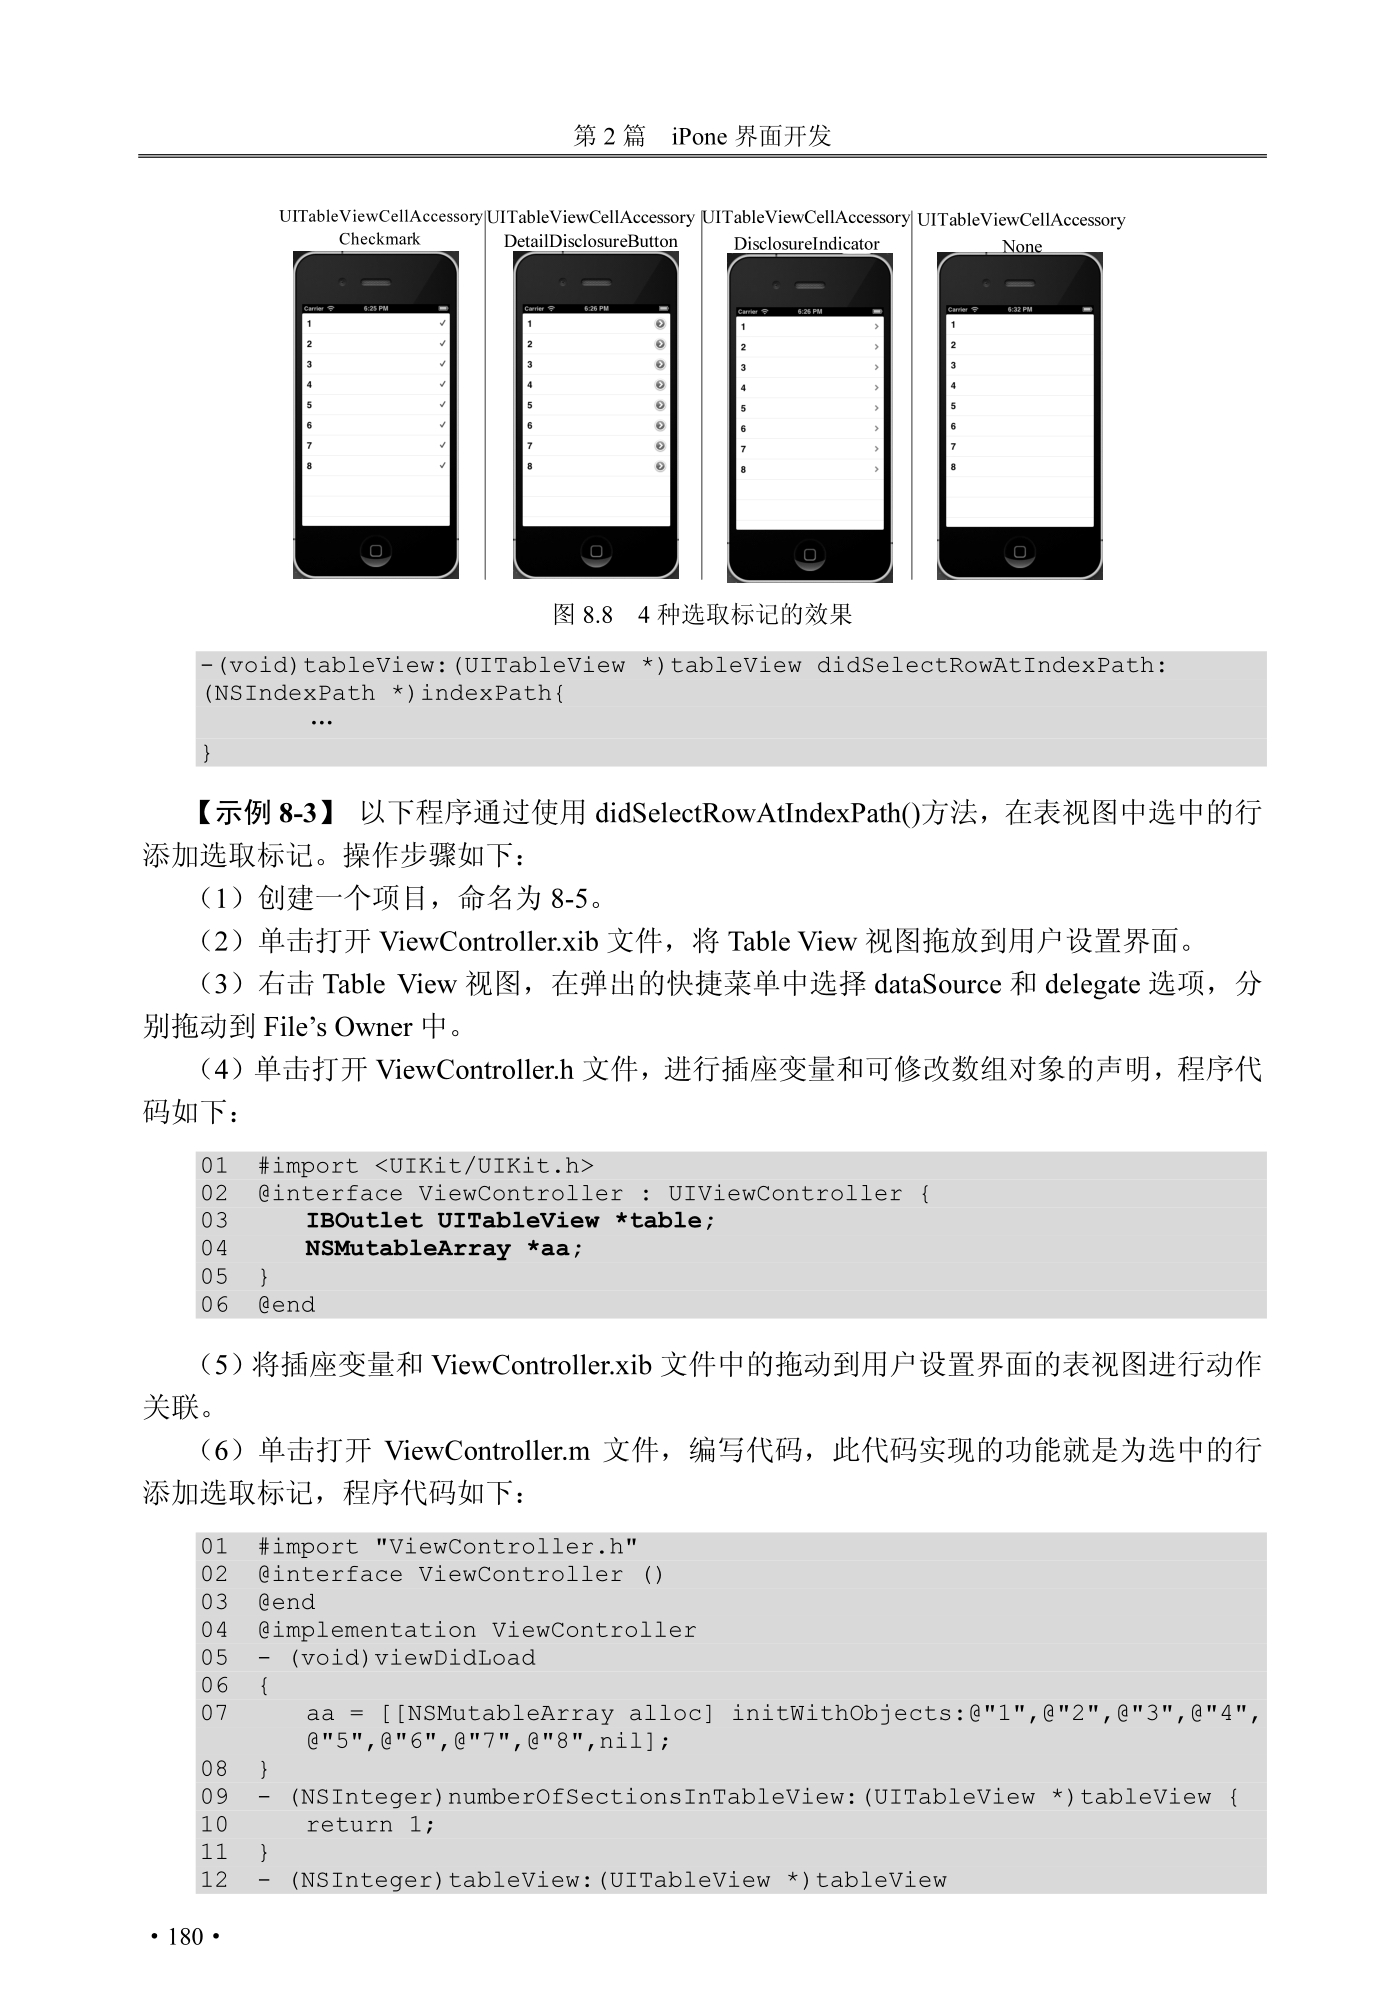 第 2 篇 iPone 界面开发
UITableViewCellAccessory UITableViewCellAccessory UITableViewCellAccessory UITableViewCellAccessory
Checkmark DetailDisclosureButton DisclosureIndicator None
Carrier 6:25 PM
1
2
3
4
5
6
7
8
Carrier 6:26 PM
1
2
3
4
5
6
7
8
Carrier 6:26 PM
1
2
3
4
5
6
7
8
Carrier 6:32 PM
1
2
3
4
5
6
7
8
图 8.8 4 种选取标记的效果
-(void)tableView:(UITableView *)tableView didSelectRowAtIndexPath:
(NSIndexPath *)indexPath{
…
}
【示例 8-3】 以下程序通过使用 didSelectRowAtIndexPath()方法，在表视图中选中的行
添加选取标记。操作步骤如下：
（1）创建一个项目，命名为 8-5。
（2）单击打开 ViewController.xib 文件，将 Table View 视图拖放到用户设置界面。
（3）右击 Table View 视图，在弹出的快捷菜单中选择 dataSource 和 delegate 选项，分
别拖动到 File’s Owner 中。
（4）单击打开 ViewController.h 文件，进行插座变量和可修改数组对象的声明，程序代
码如下：
01 #import <UIKit/UIKit.h>
02 @interface ViewController : UIViewController {
03 IBOutlet UITableView *table;
04 NSMutableArray *aa;
05 }
06 @end
（5）将插座变量和 ViewController.xib 文件中的拖动到用户设置界面的表视图进行动作
关联。
（6）单击打开 ViewController.m 文件，编写代码，此代码实现的功能就是为选中的行
添加选取标记，程序代码如下：
01 #import "ViewController.h"
02 @interface ViewController ()
03 @end
04 @implementation ViewController
05 - (void)viewDidLoad
06 {
07 aa = [[NSMutableArray alloc] initWithObjects:@"1",@"2",@"3",@"4",
@"5",@"6",@"7",@"8",nil];
08 }
09 - (NSInteger)numberOfSectionsInTableView:(UITableView *)tableView {
10 return 1;
11 }
12 - (NSInteger)tableView:(UITableView *)tableView
• 180 •